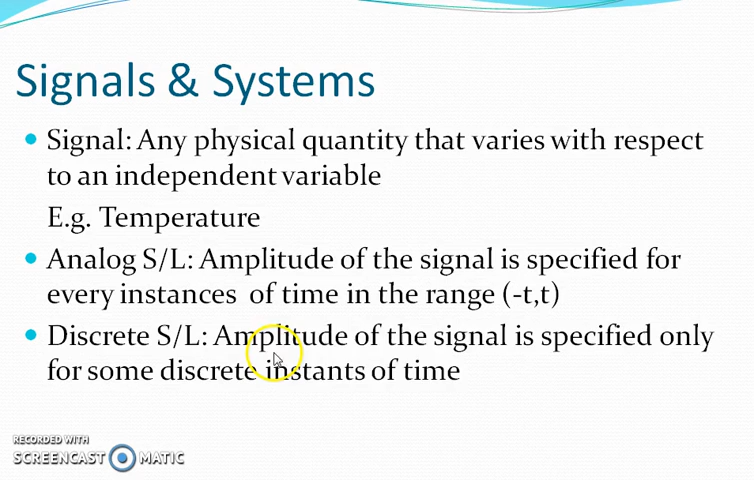 Signals & Systems
Signal: Any physical quantity that varies with respect
to an independent variable
E.g. Temperature
Analog S/L: Amplitude of the signal is specified for
every instances of time in the range (-t,t)
Discrete S/L: Amplitude of the signal is specified only
for some discrete instants of time
RECORDED WITH
SCREENCAST MATIC